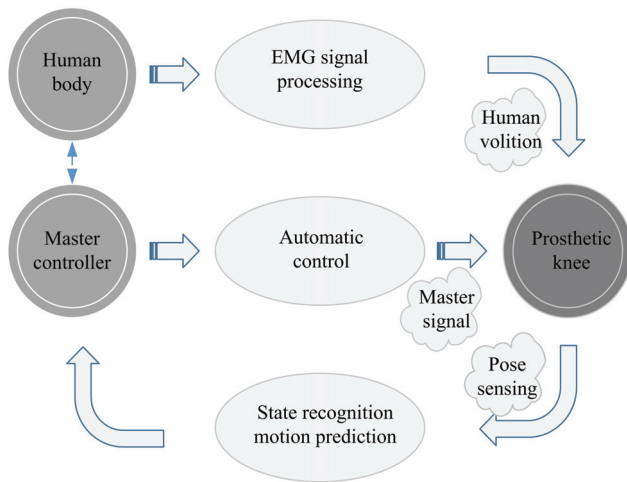 Human
body
EMG signal
processing
Human
volition
Master
controller
Automatic
control
Master
signal
Prosthetic
knee
Pose
sensing
State recognition
motion prediction